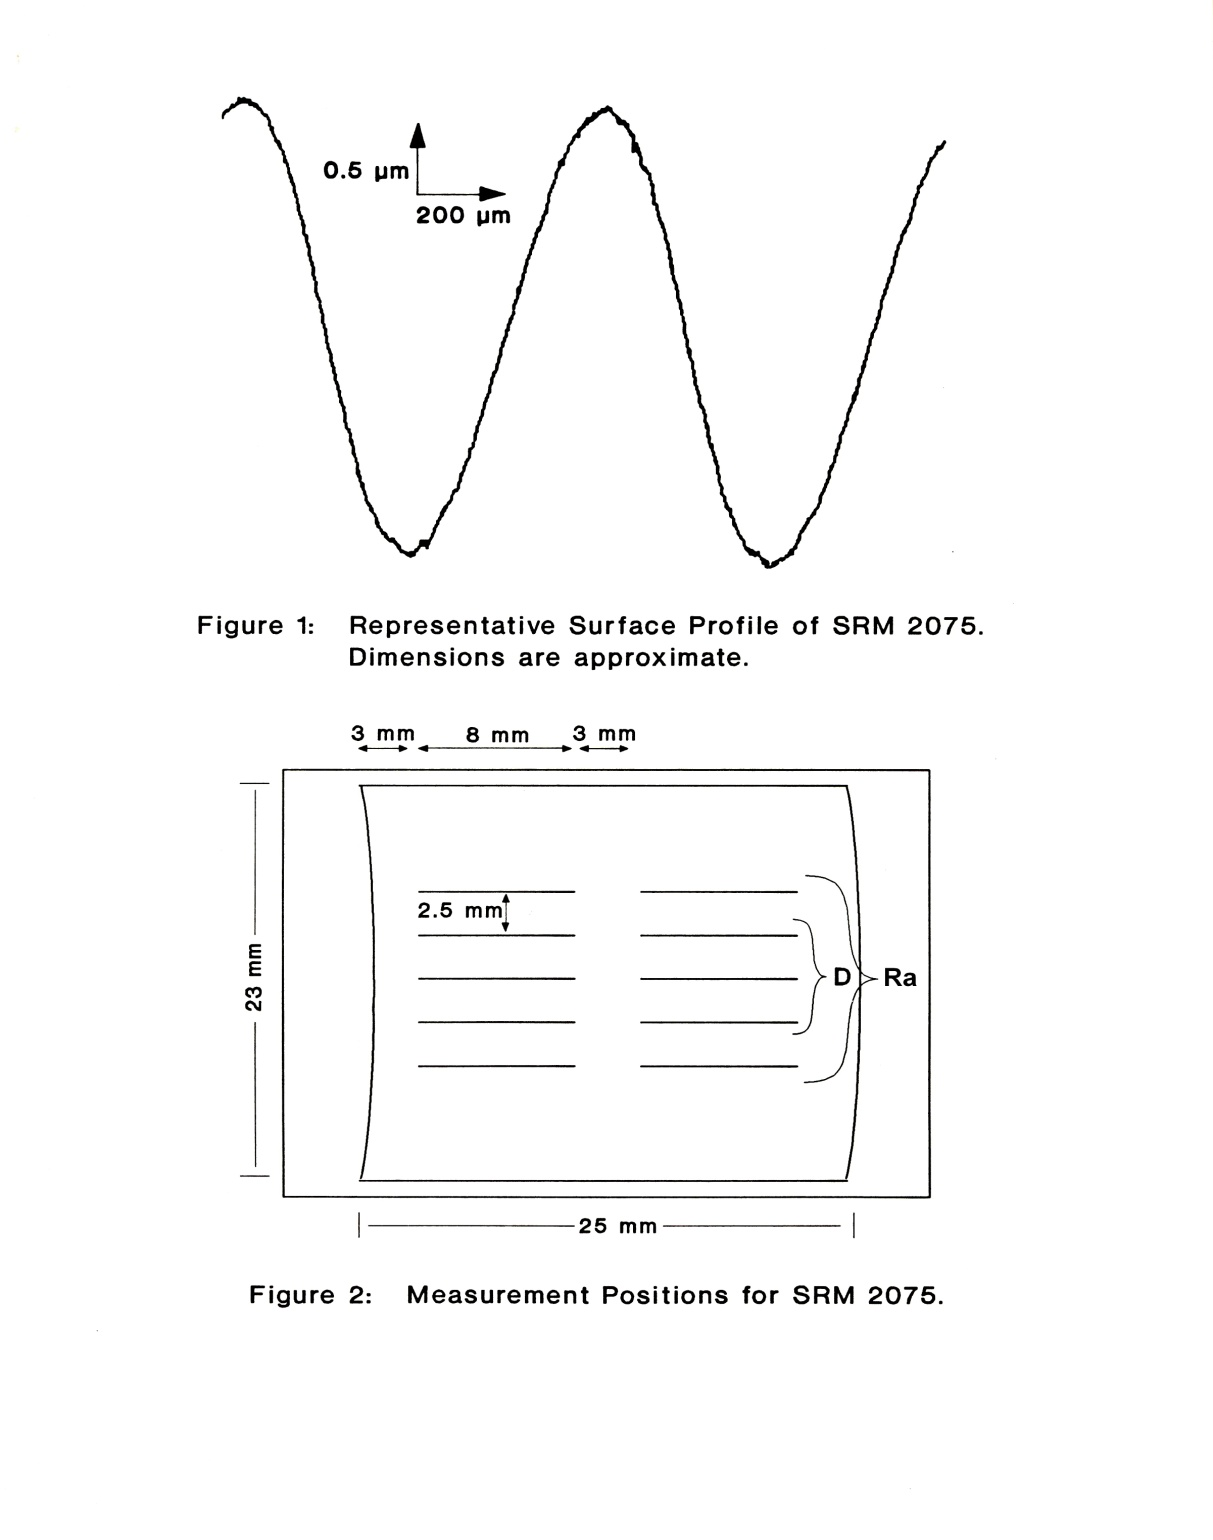 0.5 µm
200 µm
Figure 1: Representative Surface Profile of SRM 2075.
Dimensions are approximate.
3 mm 8 mm 3 mm
2.5 mm
D Ra
23 mm
25 mm
Figure 2: Measurement Positions for SRM 2075.